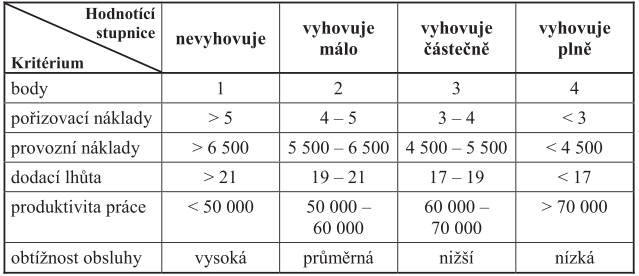 Hodnotící stupnice
Kritérium
nevyhovuje
vyhovuje málo
vyhovuje částečně
vyhovuje plně
body 1 2 3 4
pořizovací náklady > 5 4 – 5 3 – 4 < 3
provozní náklady > 6 500 5 500 – 6 500 4 500 – 5 500 < 4 500
dodací lhůta > 21 19 – 21 17 – 19 < 17
produktivita práce < 50 000 50 000 – 60 000 60 000 – 70 000 > 70 000
obtížnost obsluhy vysoká průměrná nižší nízká